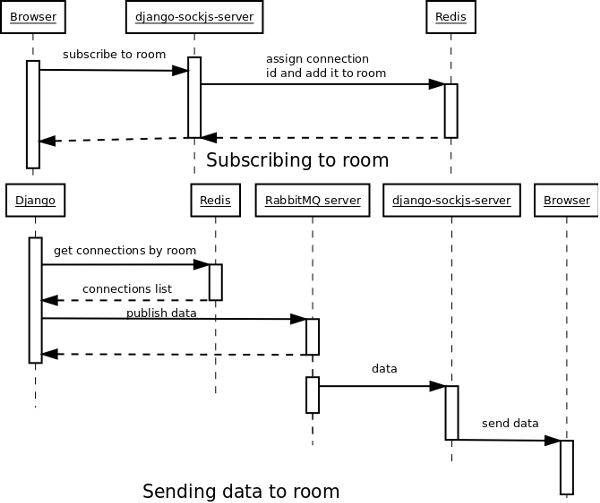 Browser
django-sockjs-server
Redis
subscribe to room
assign connection
id and add it to room
Subscribing to room
Django
Redis
RabbitMQ server
django-sockjs-server
Browser
get connections by room
connections list
publish data
data
send data
Sending data to room